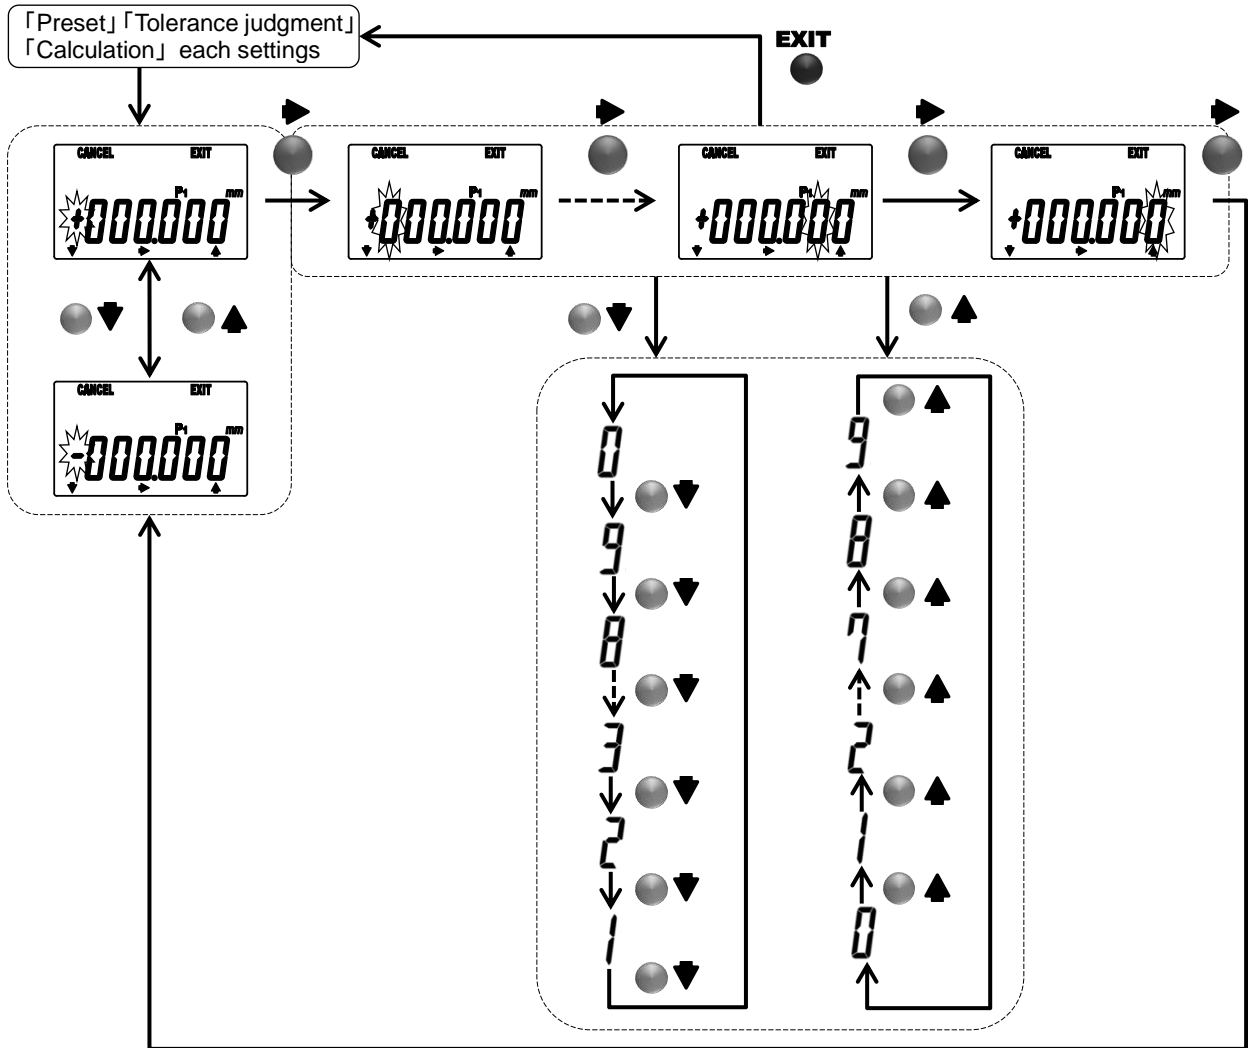 「Preset」「Tolerance judgment」
「Calculation」 each settings
EXIT
CANCEL EXIT
P1 mm
+000.000
CANCEL EXIT
P1
+000.000
CANCEL EXIT
P1 mm
+000.000
CANCEL EXIT
P1 mm
+000.000
CANCEL EXIT
P1 mm
-000.000
0
9
8
3
2
1
9
8
7
2
1
0